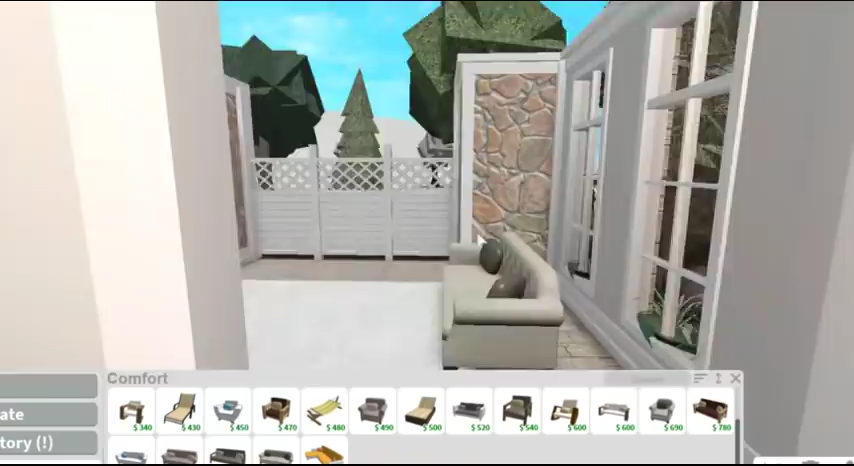 Comfort
ate
tory (!)
$ 340 $ 430 $ 450 $ 470 $ 480 $ 490 $ 500 $ 520 $ 540 $ 600 $ 600 $ 690 $ 780